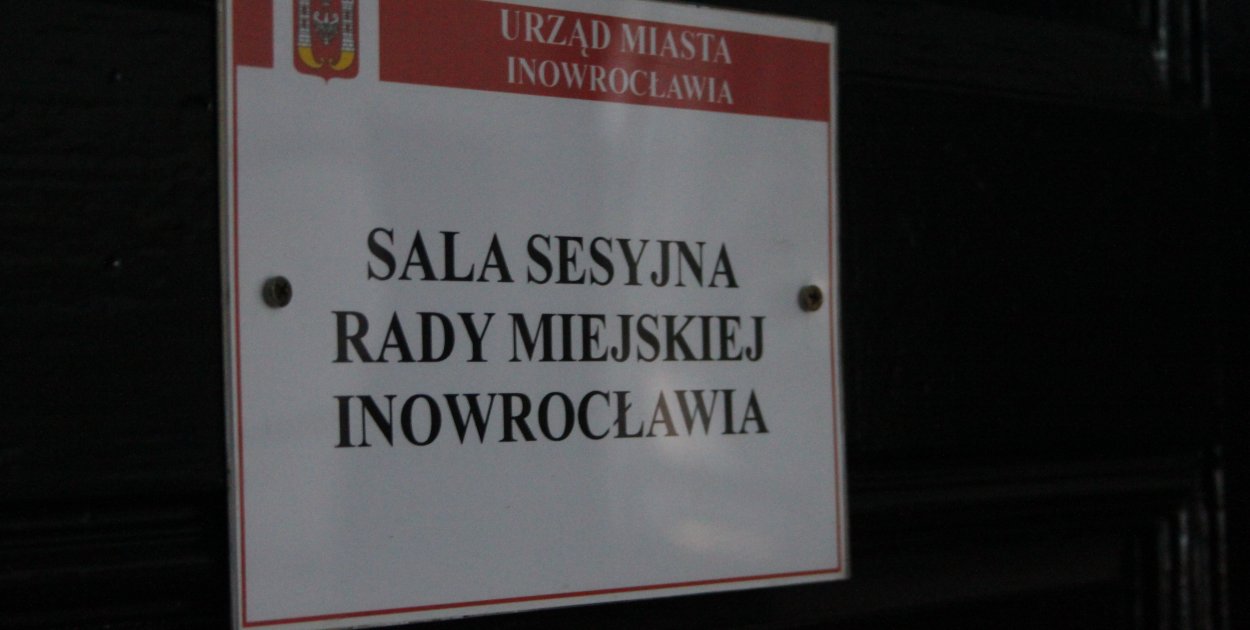 URZĄD MIASTA
INOWROCŁAWIA
SALA SESYJNA
RADY MIEJSKIEJ
INOWROCŁAWIA